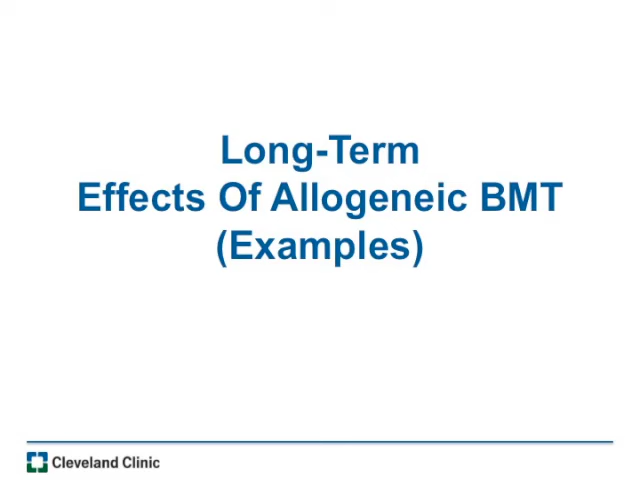 Long-Term
Effects Of Allogeneic BMT
(Examples)
Cleveland Clinic